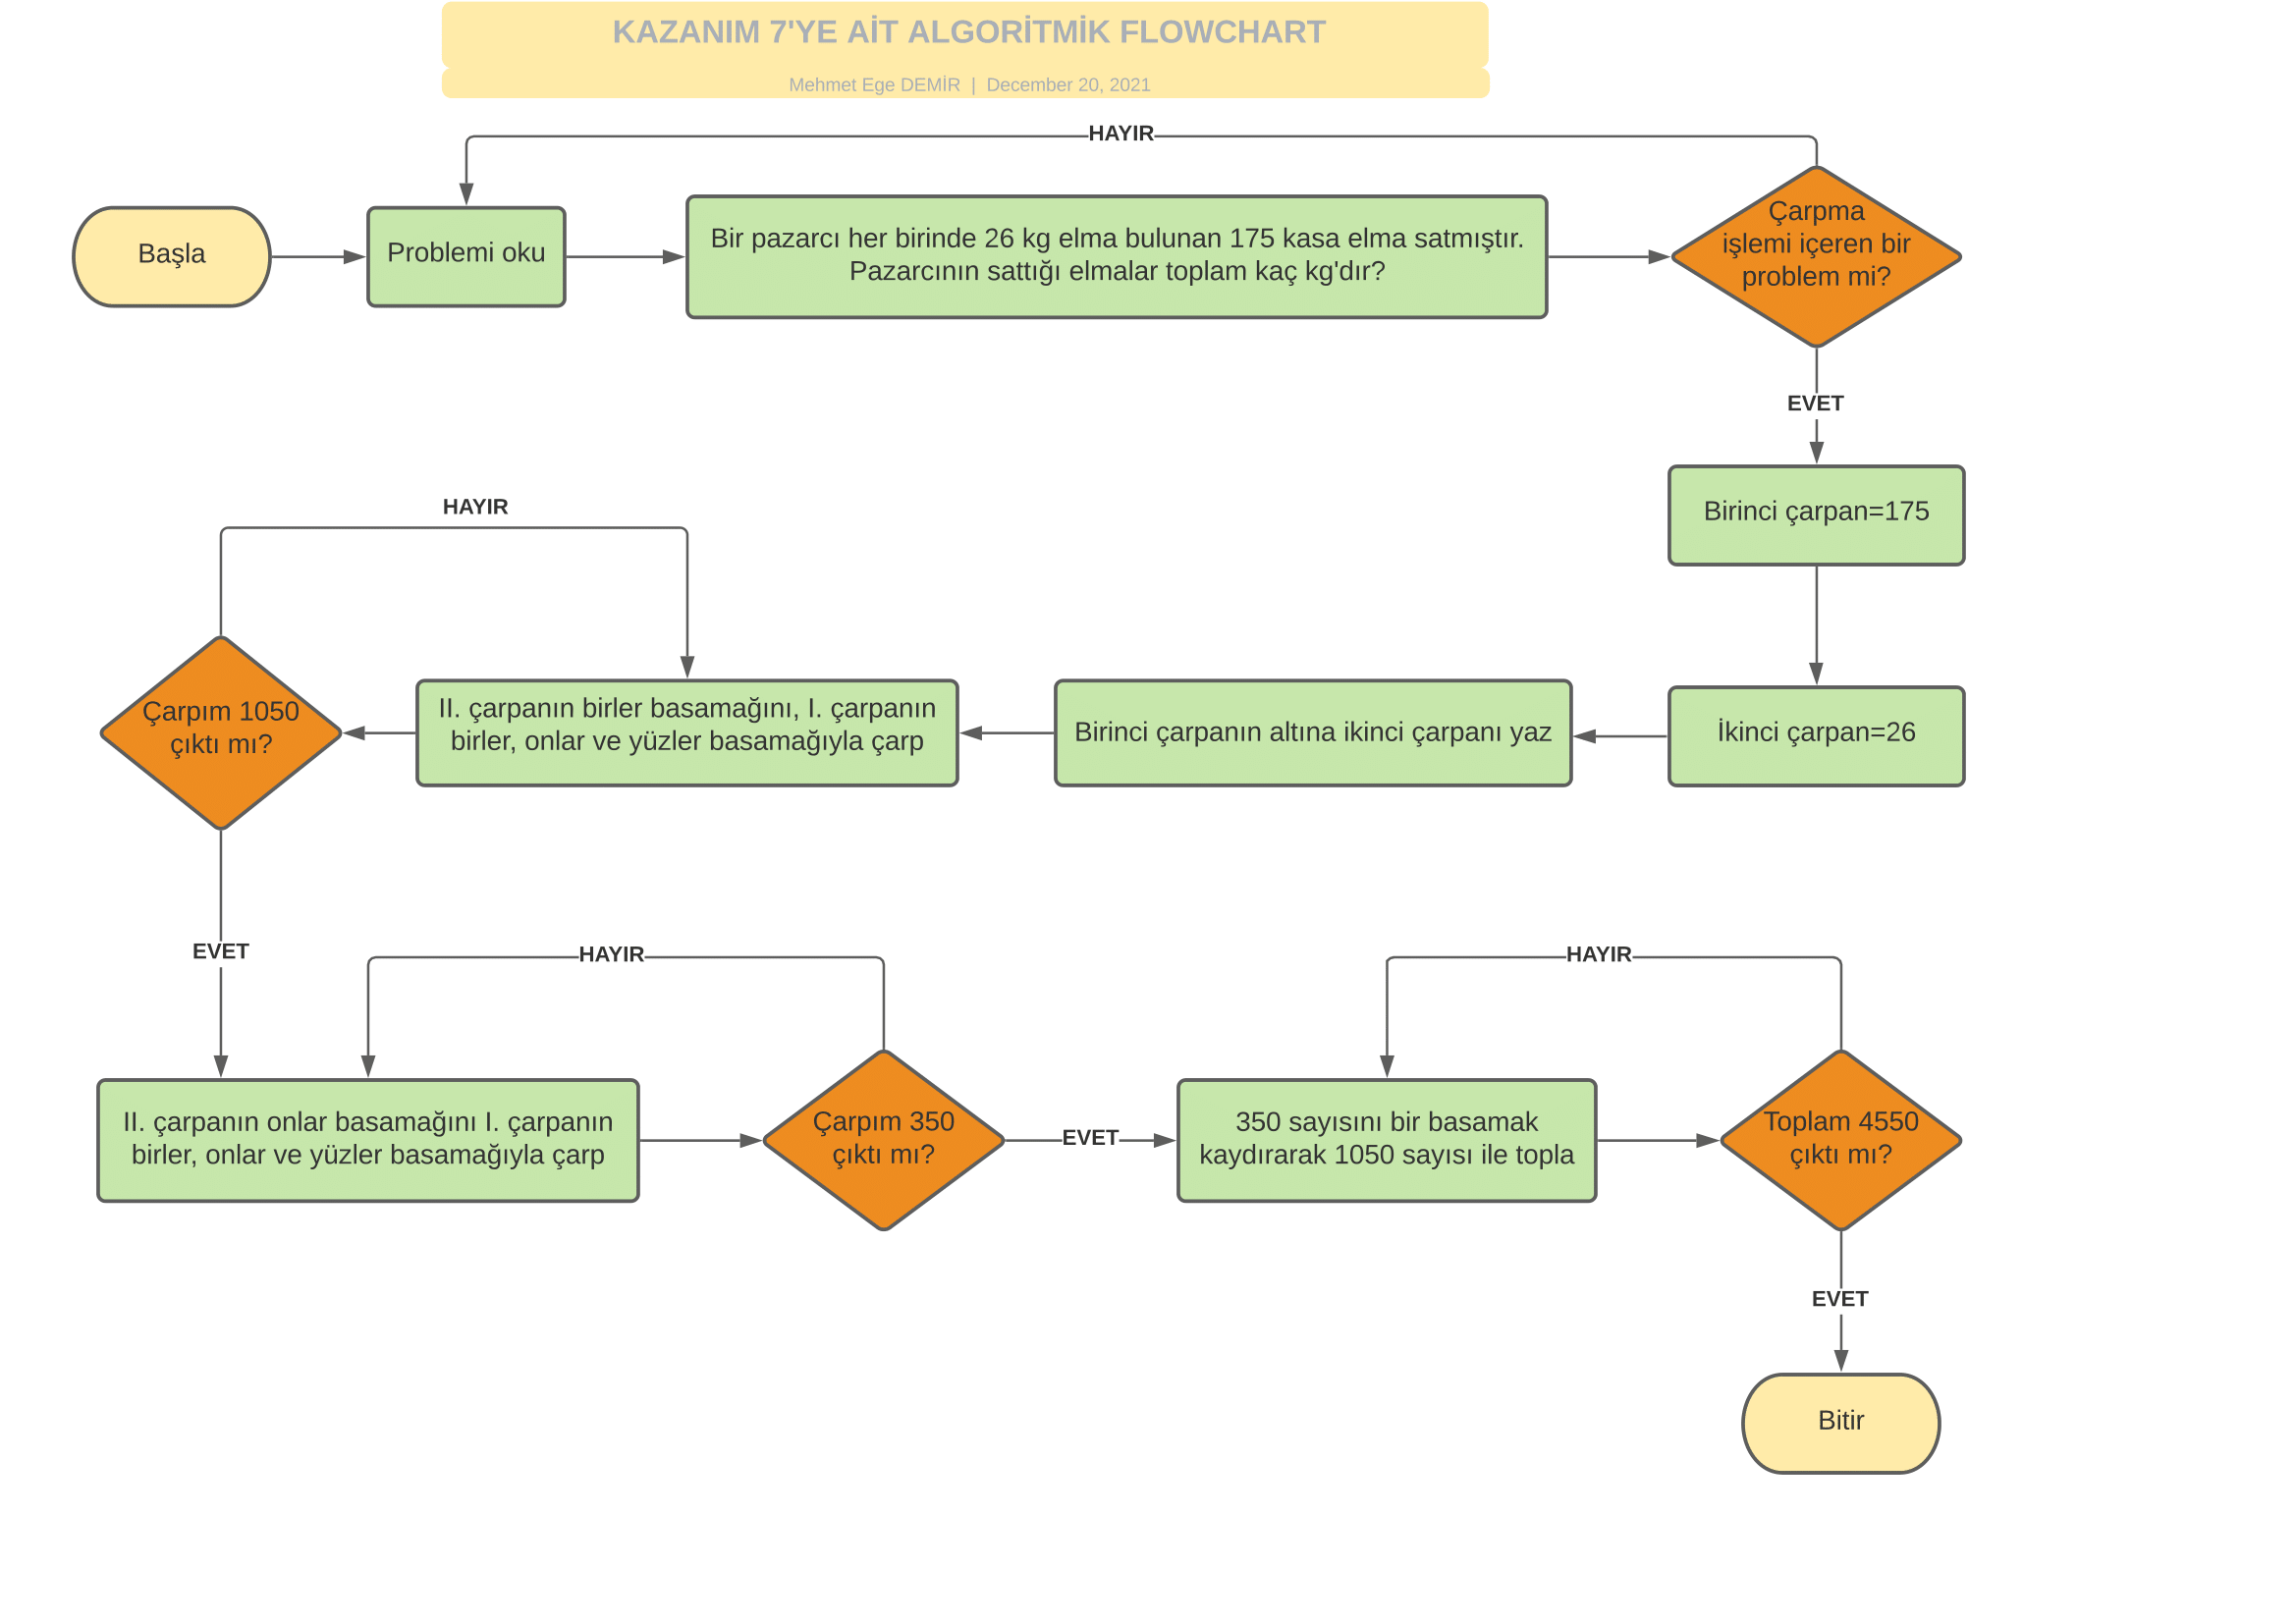 KAZANIM 7'YE AİT ALGORİTMİK FLOWCHART
Mehmet Ege DEMİR | December 20, 2021
HAYIR
Başla
Problemi oku
Bir pazarcı her birinde 26 kg elma bulunan 175 kasa elma satmıştır.
Pazarcının sattığı elmalar toplam kaç kg'dır?
Çarpma
işlemi içeren bir
problem mi?
EVET
Birinci çarpan=175
İkinci çarpan=26
Birinci çarpanın altına ikinci çarpanı yaz
II. çarpanın birler basamağını, I. çarpanın
birler, onlar ve yüzler basamağıyla çarp
HAYIR
Çarpım 1050
çıktı mı?
EVET
II. çarpanın onlar basamağını I. çarpanın
birler, onlar ve yüzler basamağıyla çarp
HAYIR
Çarpım 350
çıktı mı?
EVET
350 sayısını bir basamak
kaydırarak 1050 sayısı ile topla
HAYIR
Toplam 4550
çıktı mı?
EVET
Bitir